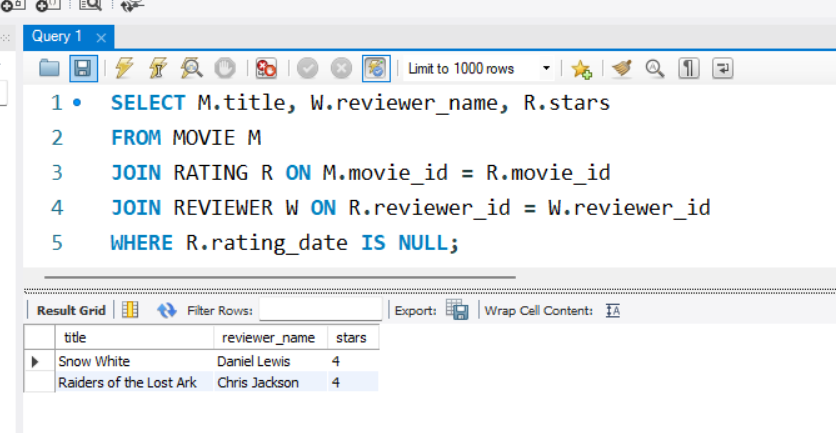 Query 1
Limit to 1000 rows
1 SELECT M.title, W.reviewer_name, R.stars
2 FROM MOVIE M
3 JOIN RATING R ON M.movie_id = R.movie_id
4 JOIN REVIEWER W ON R.reviewer_id = W.reviewer_id
5 WHERE R.rating_date IS NULL;
Result Grid Filter Rows: Export: Wrap Cell Content:
title reviewer_name stars
Snow White Daniel Lewis 4
Raiders of the Lost Ark Chris Jackson 4